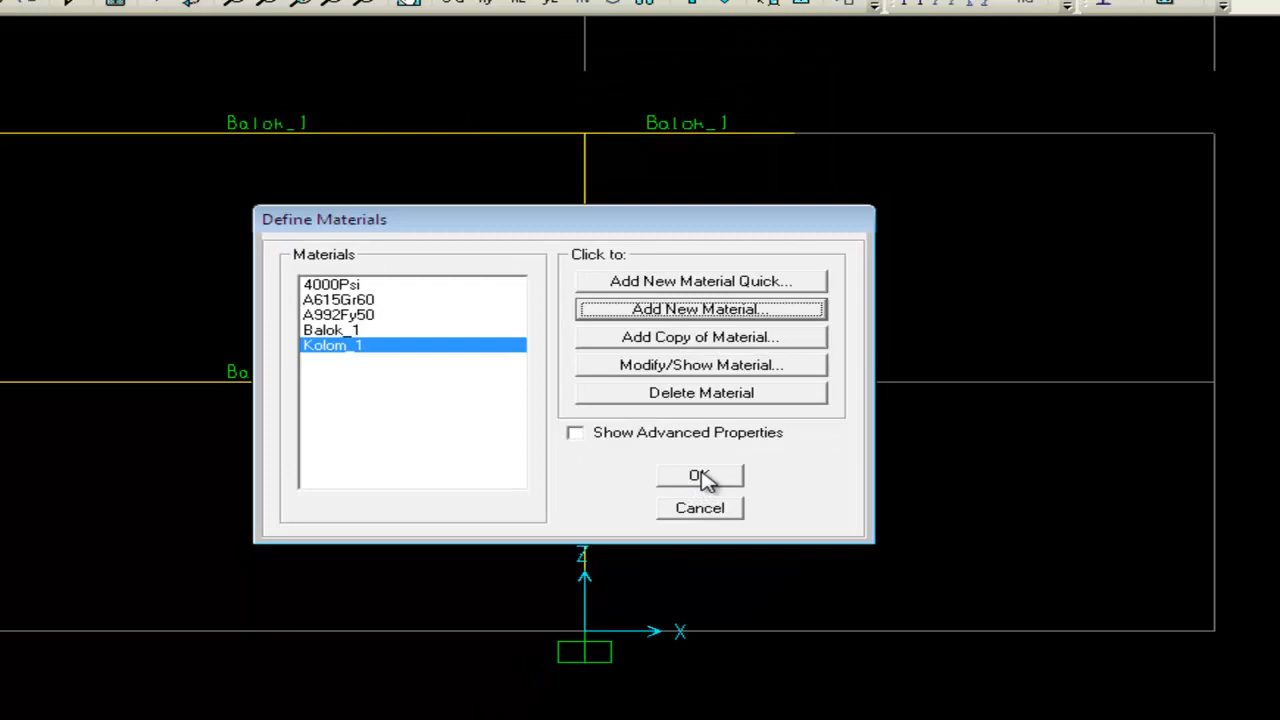 Balok_1
Balok_1
Define Materials
Materials
Click to:
4000Psi
A615Gr60
A992Fy50
Balok_1
Kolom_1
Add New Material Quick...
Add New Material...
Add Copy of Material...
Modify/Show Material...
Delete Material
Ba
Show Advanced Properties
OK
Cancel
Z
X